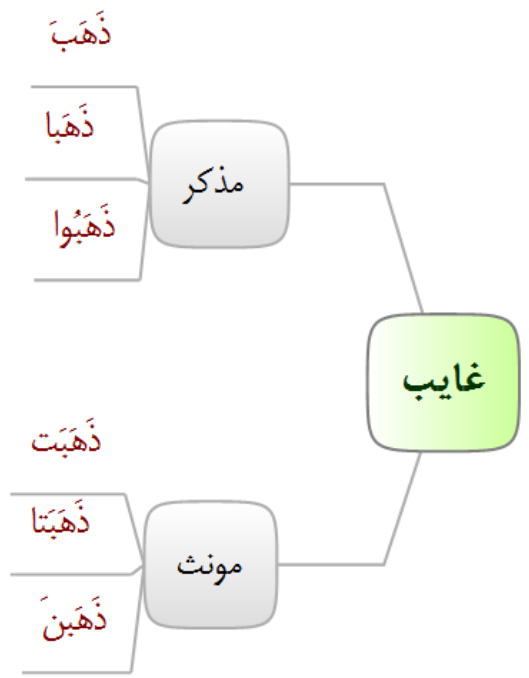 غایب
مذکر
ذَهَبَ
ذَهَبا
ذَهَبُوا
مونث
ذَهَبَت
ذَهَبَتا
ذَهَبنَ